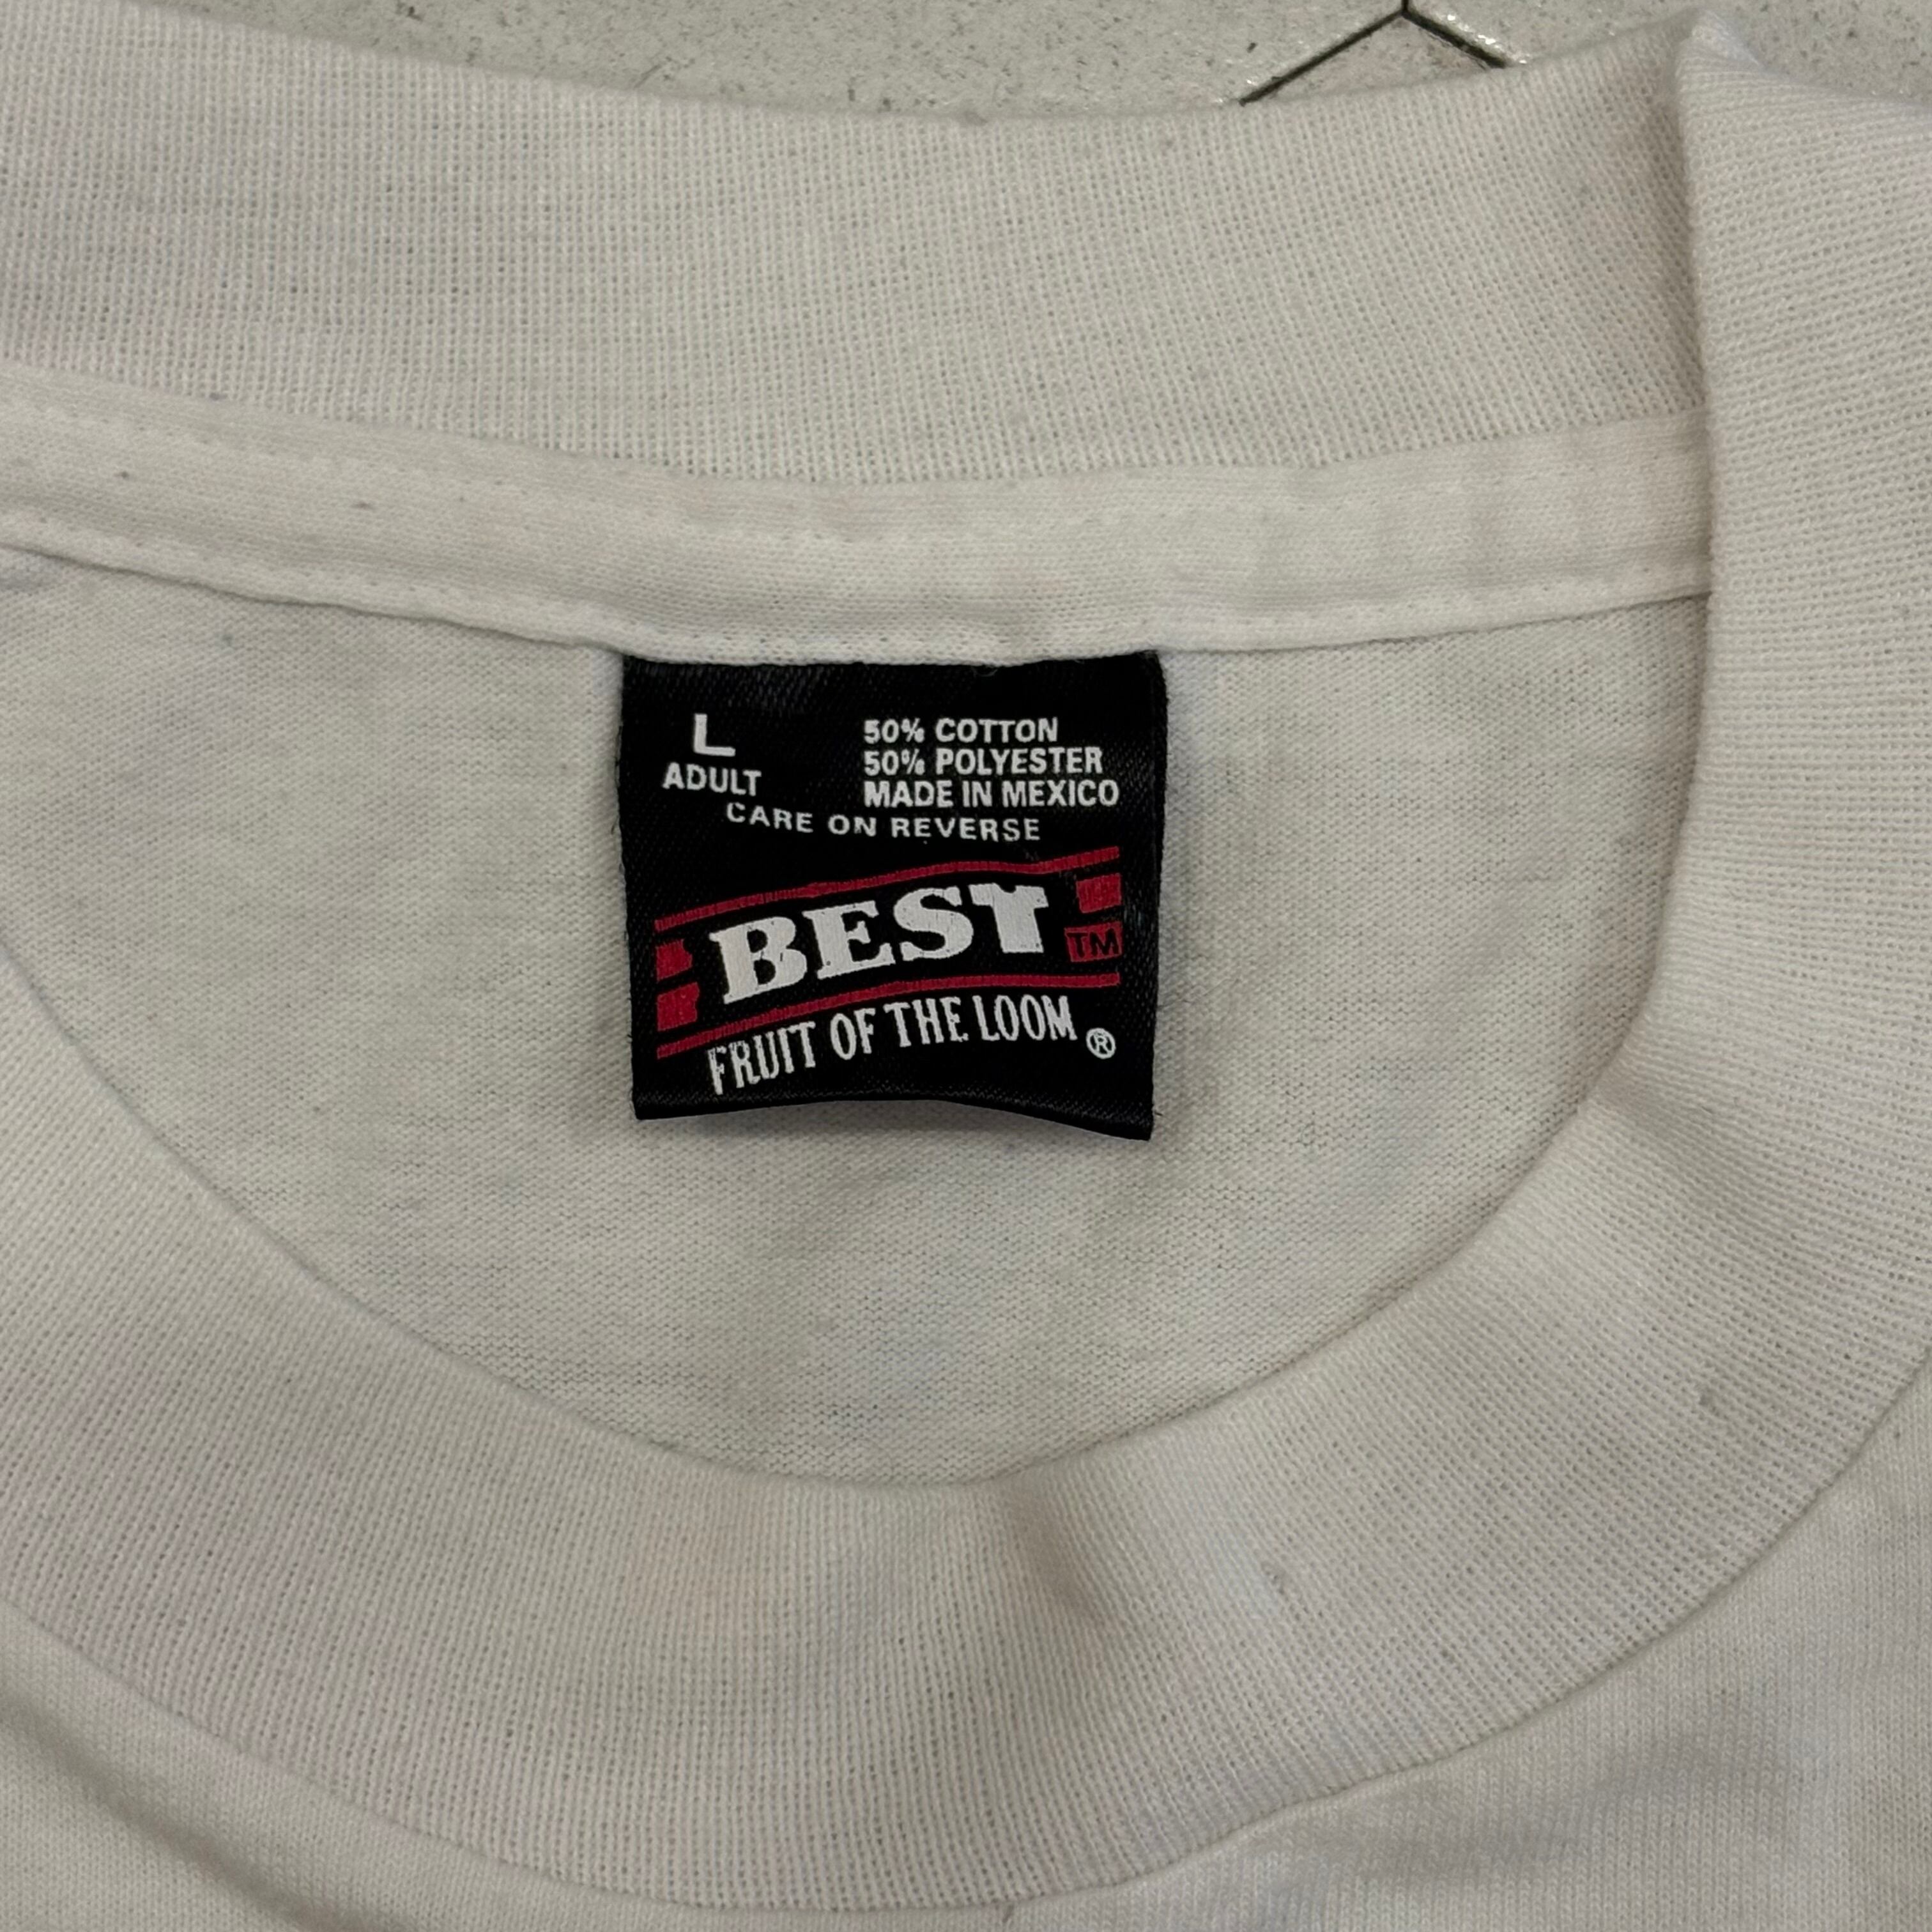 L
ADULT
50% COTTON
50% POLYESTER
MADE IN MEXICO
CARE ON REVERSE
BEST TM
FRUIT OF THE LOOM ®